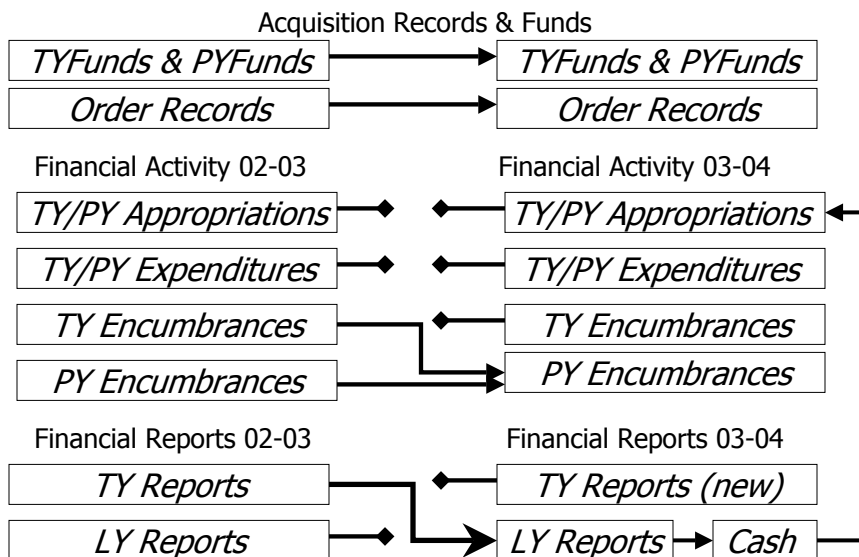 Acquisition Records & Funds
TYFunds & PYFunds TYFunds & PYFunds
Order Records Order Records
Financial Activity 02-03 Financial Activity 03-04
TY/PY Appropriations TY/PY Appropriations
TY/PY Expenditures TY/PY Expenditures
TY Encumbrances TY Encumbrances
PY Encumbrances PY Encumbrances
Financial Reports 02-03 Financial Reports 03-04
TY Reports TY Reports (new)
LY Reports LY Reports Cash